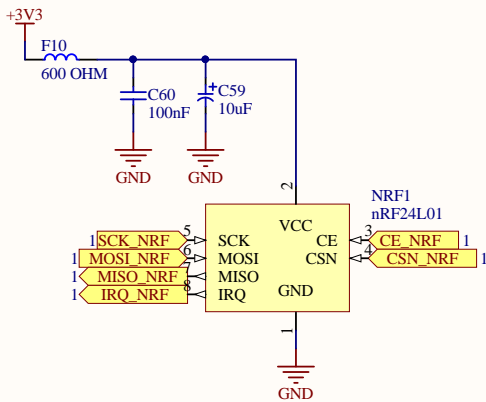 +3V3
F10
600 OHM
C60
100nF
C59
10uF
GND
GND
2
NRF1
nRF24L01
VCC
1 SCK_NRF 5 SCK
CE 3 CE_NRF 1
1 MOSI_NRF 6 MOSI
CSN 4 CSN_NRF 1
1 MISO_NRF 7 MISO
1 IRQ_NRF 8 IRQ
GND
1
GND